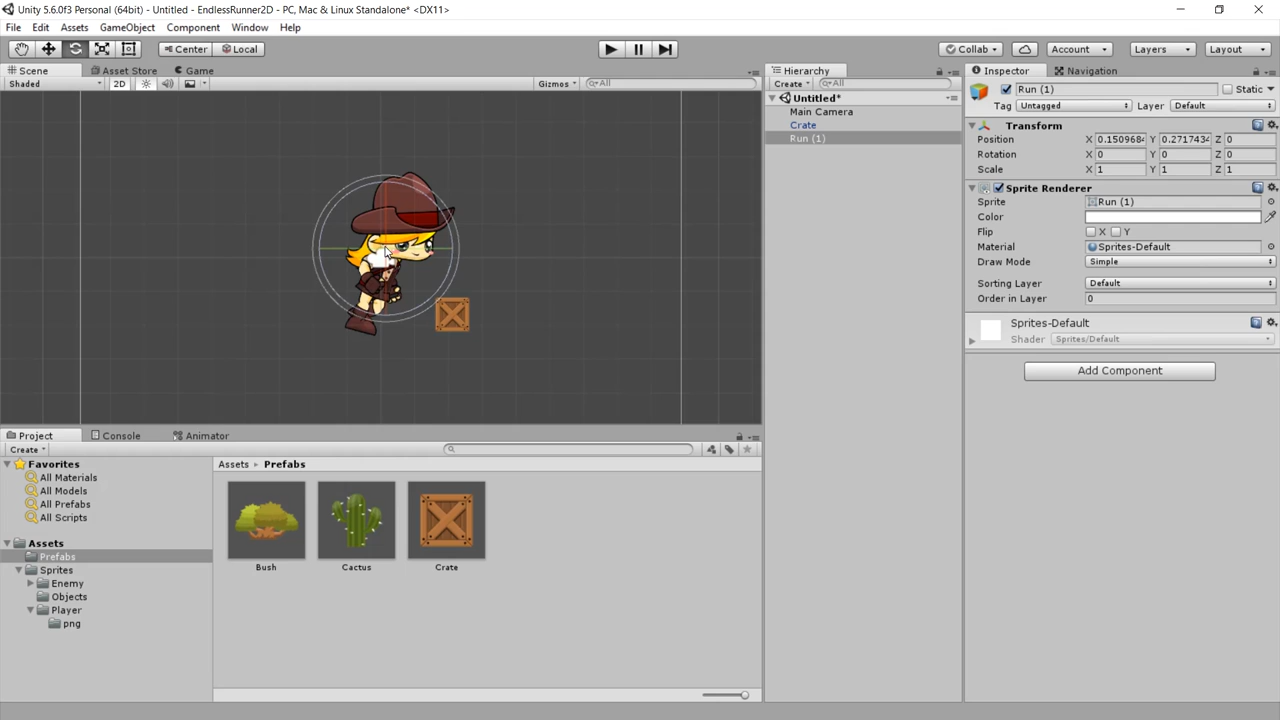 Unity 5.6.0f3 Personal (64bit) - Untitled - EndlessRunner2D - PC, Mac & Linux Standalone* <DX11>
File Edit Assets GameObject Component Window Help
Center Local Collab Account Layers Layout
Scene Asset Store Game
Shaded 2D Gizmos All
Hierarchy
Create All
Untitled*
Main Camera
Crate
Run (1)
Inspector Navigation
Run (1) Static
Tag Untagged Layer Default
Transform
Position X 0.1509684 Y 0.2717434 Z 0
Rotation X 0 Y 0 Z 0
Scale X 1 Y 1 Z 1
Sprite Renderer
Sprite Run (1)
Color
Flip X Y
Material Sprites-Default
Draw Mode Simple
Sorting Layer Default
Order in Layer 0
Sprites-Default
Shader Sprites/Default
Add Component
Project Console Animator
Create
Favorites
All Materials
All Models
All Prefabs
All Scripts
Assets
Prefabs
Sprites
Enemy
Objects
Player
png
Assets Prefabs
Bush Cactus Crate